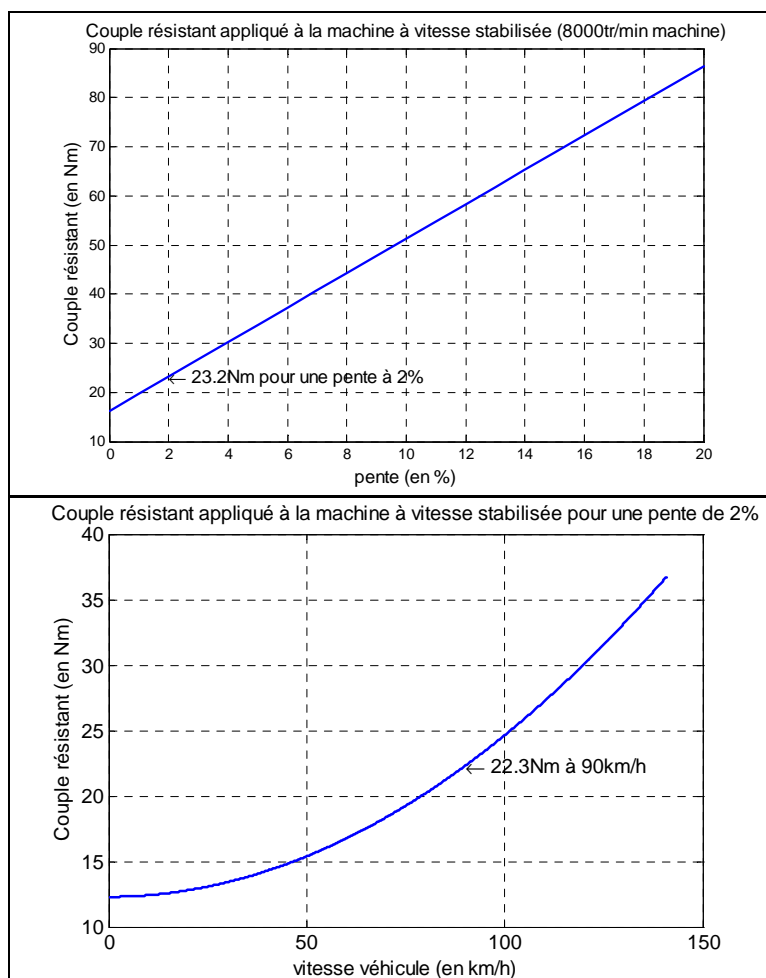 Couple résistant appliqué à la machine à vitesse stabilisée (8000tr/min machine)
90
80
70
60
50
40
30
20
10
Couple résistant (en Nm)
← 23.2Nm pour une pente à 2%
0 2 4 6 8 10 12 14 16 18 20
pente (en %)
Couple résistant appliqué à la machine à vitesse stabilisée pour une pente de 2%
40
35
30
25
20
15
10
Couple résistant (en Nm)
← 22.3Nm à 90km/h
0 50 100 150
vitesse véhicule (en km/h)